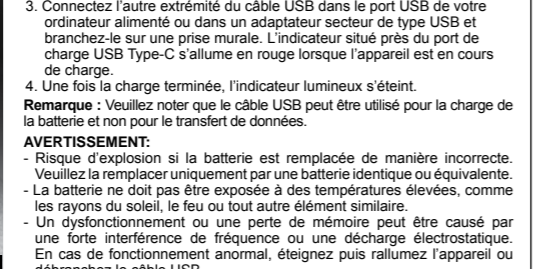 3. Connectez l'autre extrémité du câble USB dans le port USB de votre
ordinateur alimenté ou dans un adaptateur secteur de type USB et
branchez-le sur une prise murale. L'indicateur situé près du port de
charge USB Type-C s'allume en rouge lorsque l'appareil est en cours
de charge.
4. Une fois la charge terminée, l'indicateur lumineux s'éteint.
Remarque : Veuillez noter que le câble USB peut être utilisé pour la charge de
la batterie et non pour le transfert de données.
AVERTISSEMENT:
- Risque d'explosion si la batterie est remplacée de manière incorrecte.
Veuillez la remplacer uniquement par une batterie identique ou équivalente.
- La batterie ne doit pas être exposée à des températures élevées, comme
les rayons du soleil, le feu ou tout autre élément similaire.
- Un dysfonctionnement ou une perte de mémoire peut être causé par
une forte interférence de fréquence ou une décharge électrostatique.
En cas de fonctionnement anormal, éteignez puis rallumez l'appareil ou
débranchez le câble USB.